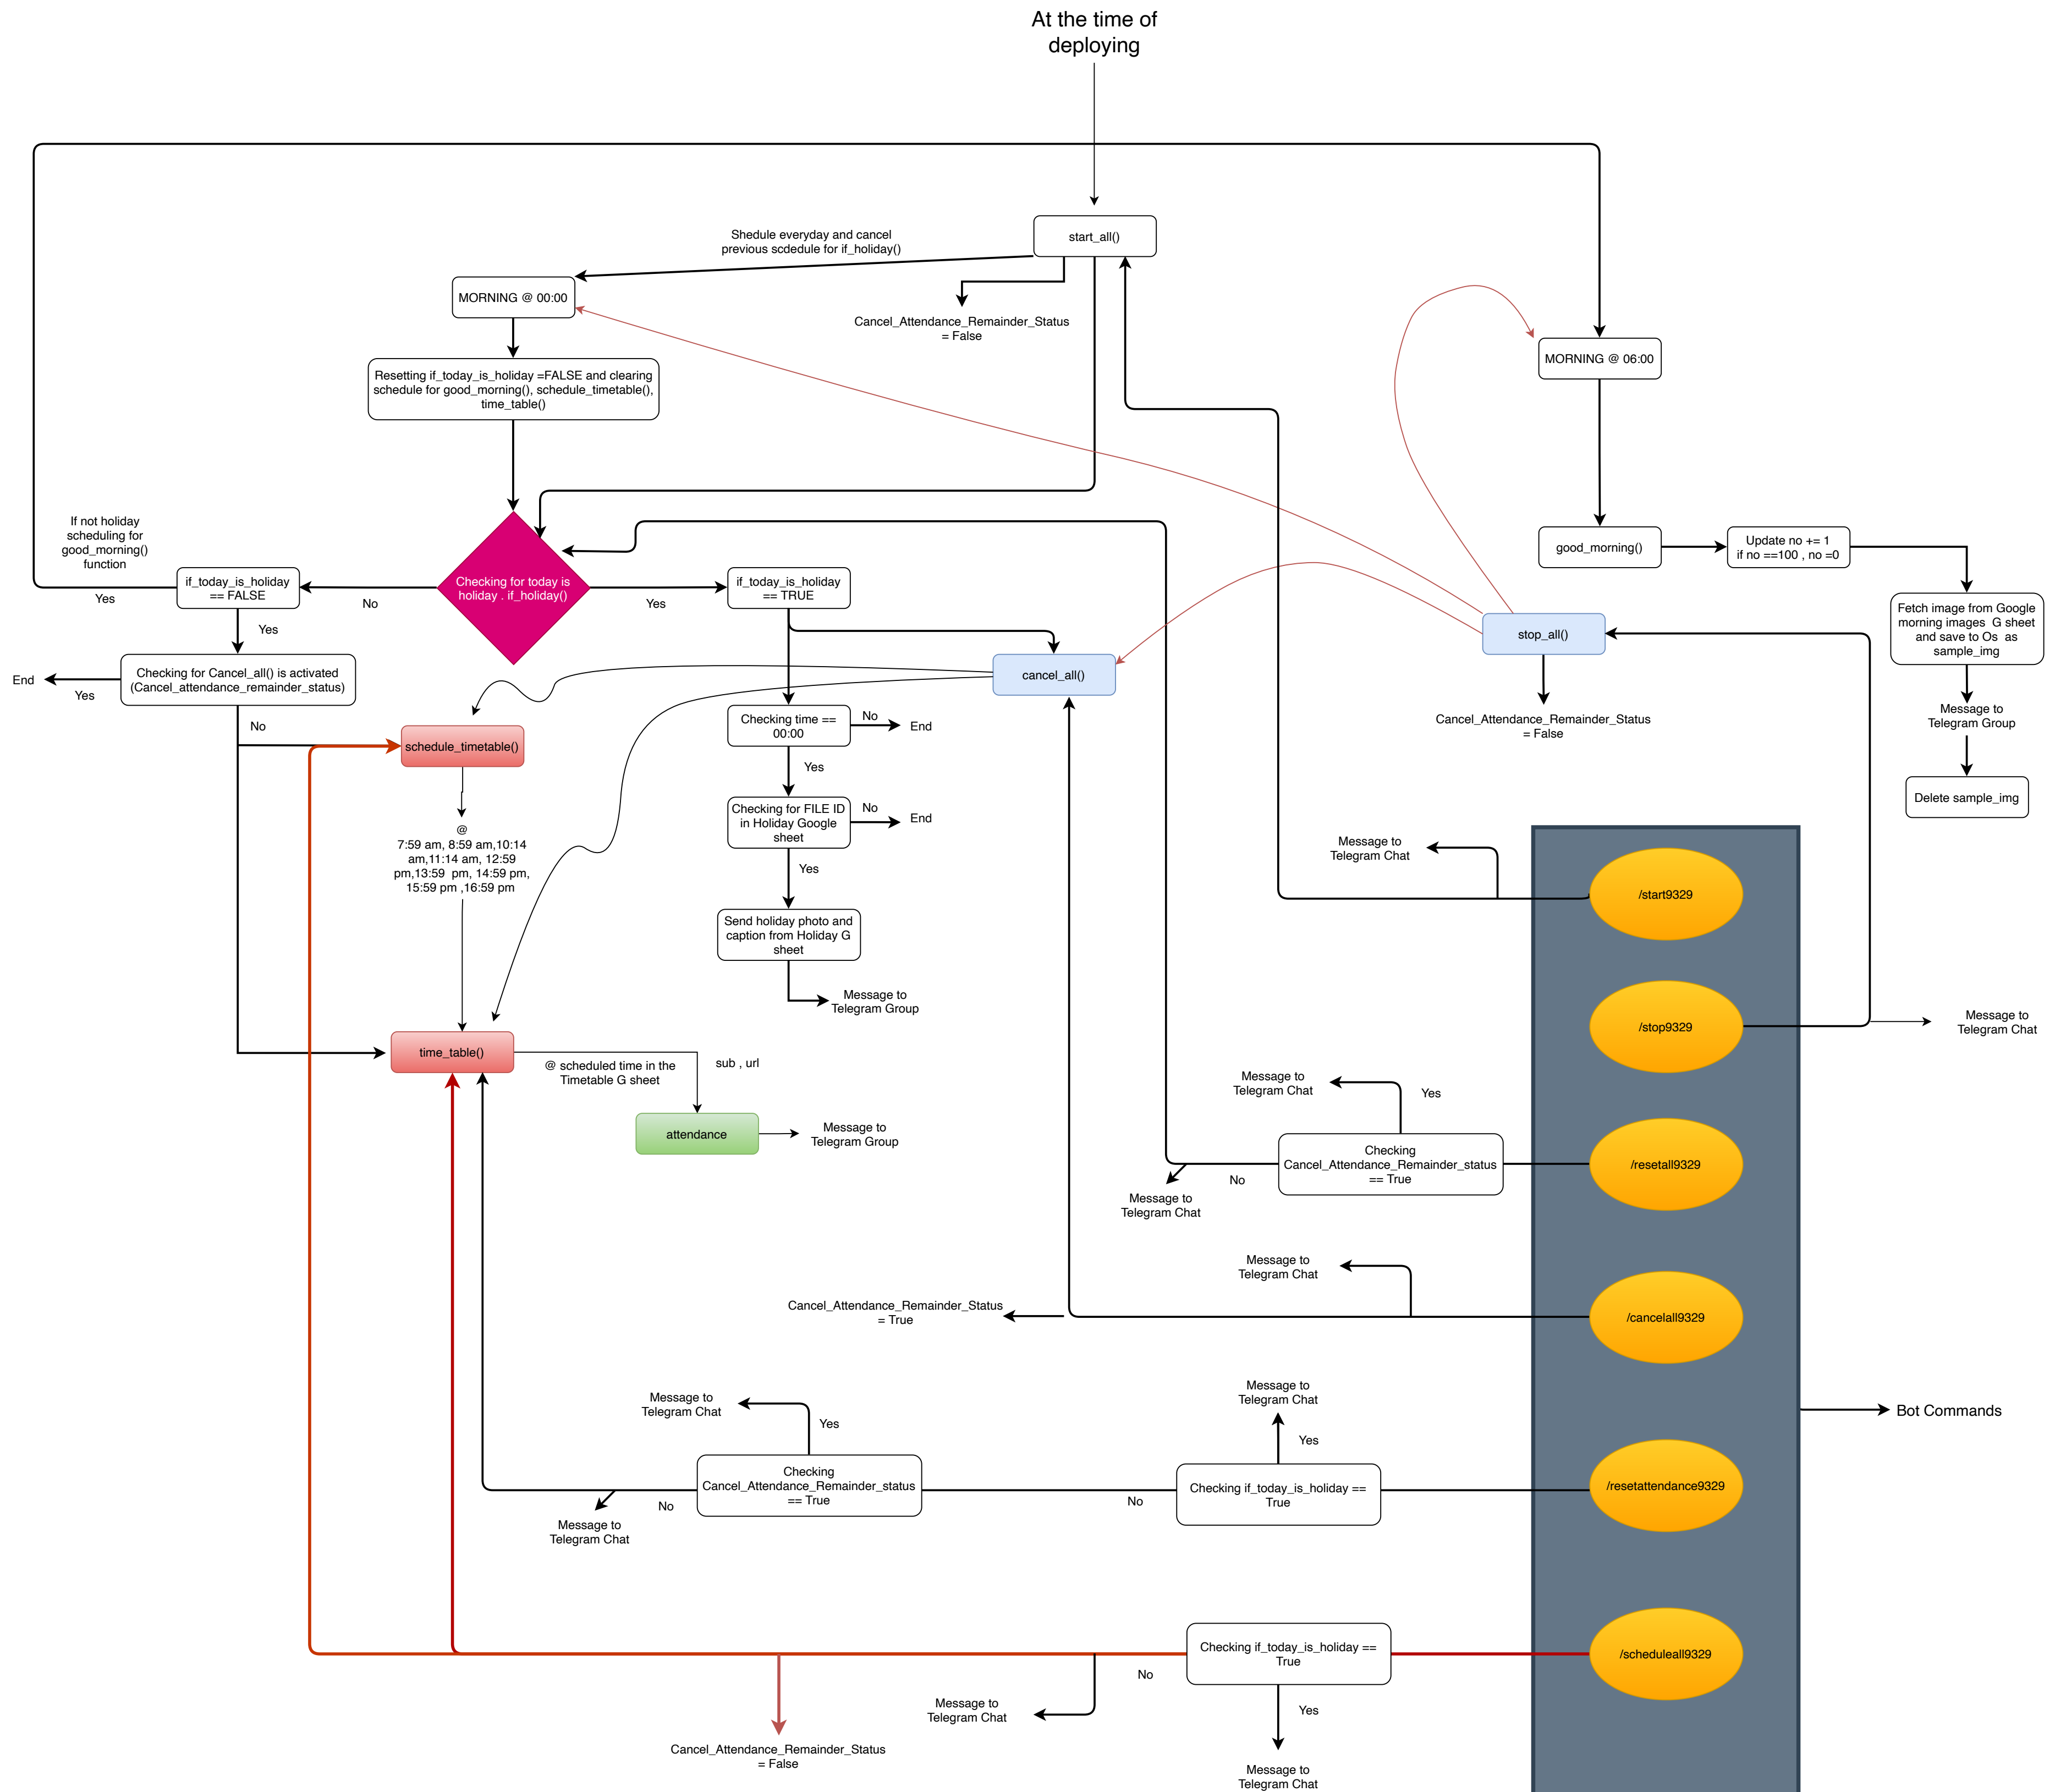 At the time of
deploying
start_all()
Shedule everyday and cancel
previous scdedule for if_holiday()
MORNING @ 00:00
Cancel_Attendance_Remainder_Status
= False
MORNING @ 06:00
Resetting if_today_is_holiday =FALSE and clearing
schedule for good_morning(), schedule_timetable(),
time_table()
If not holiday
scheduling for
good_morning()
function
good_morning()
Update no += 1
if no ==100 , no =0
Yes
if_today_is_holiday
== FALSE
No
Checking for today is
holiday . if_holiday()
Yes
if_today_is_holiday
== TRUE
Fetch image from Google
morning images  G sheet
and save to Os  as
sample_img
stop_all()
Yes
End
Yes
Checking for Cancel_all() is activated
(Cancel_attendance_remainder_status)
cancel_all()
No
Checking time ==
00:00
No
End
Cancel_Attendance_Remainder_Status
= False
Message to
Telegram Group
schedule_timetable()
Yes
Delete sample_img
@
7:59 am, 8:59 am,10:14
am,11:14 am, 12:59
pm,13:59  pm, 14:59 pm,
15:59 pm ,16:59 pm
Checking for FILE ID
in Holiday Google
sheet
No
End
Yes
Message to
Telegram Chat
/start9329
Send holiday photo and
caption from Holiday G
sheet
Message to
Telegram Group
/stop9329
Message to
Telegram Chat
time_table()
@ scheduled time in the
Timetable G sheet
sub , url
attendance
Message to
Telegram Group
Message to
Telegram Chat
Yes
Checking
Cancel_Attendance_Remainder_status
== True
/resetall9329
No
Message to
Telegram Chat
Message to
Telegram Chat
Cancel_Attendance_Remainder_Status
= True
/cancelall9329
Message to
Telegram Chat
Yes
Message to
Telegram Chat
Yes
Bot Commands
Checking
Cancel_Attendance_Remainder_status
== True
No
Message to
Telegram Chat
No
Checking if_today_is_holiday ==
True
/resetattendance9329
Checking if_today_is_holiday ==
True
/scheduleall9329
No
Message to
Telegram Chat
Yes
Cancel_Attendance_Remainder_Status
= False
Message to
Telegram Chat